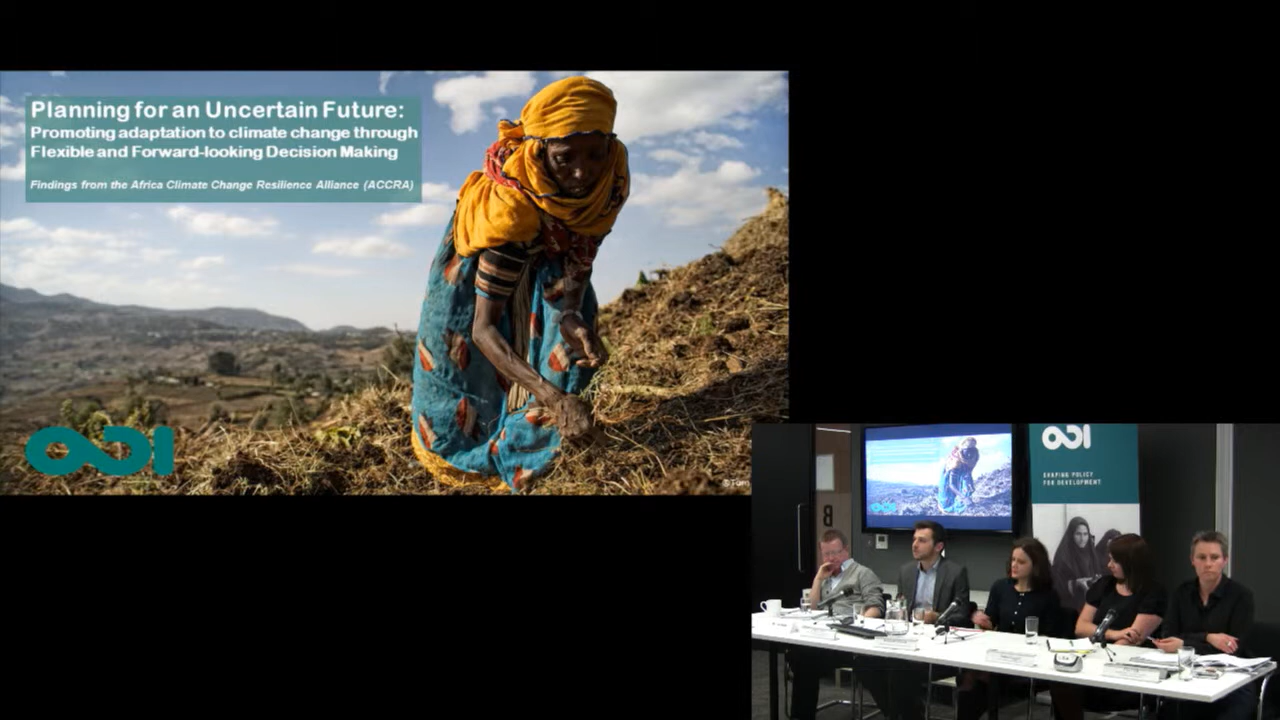 Planning for an Uncertain Future:
Promoting adaptation to climate change through
Flexible and Forward-looking Decision Making
Findings from the Africa Climate Change Resilience Alliance (ACCRA)
ODI
©Tom
ODI
SHAPING POLICY
FOR DEVELOPMENT
B